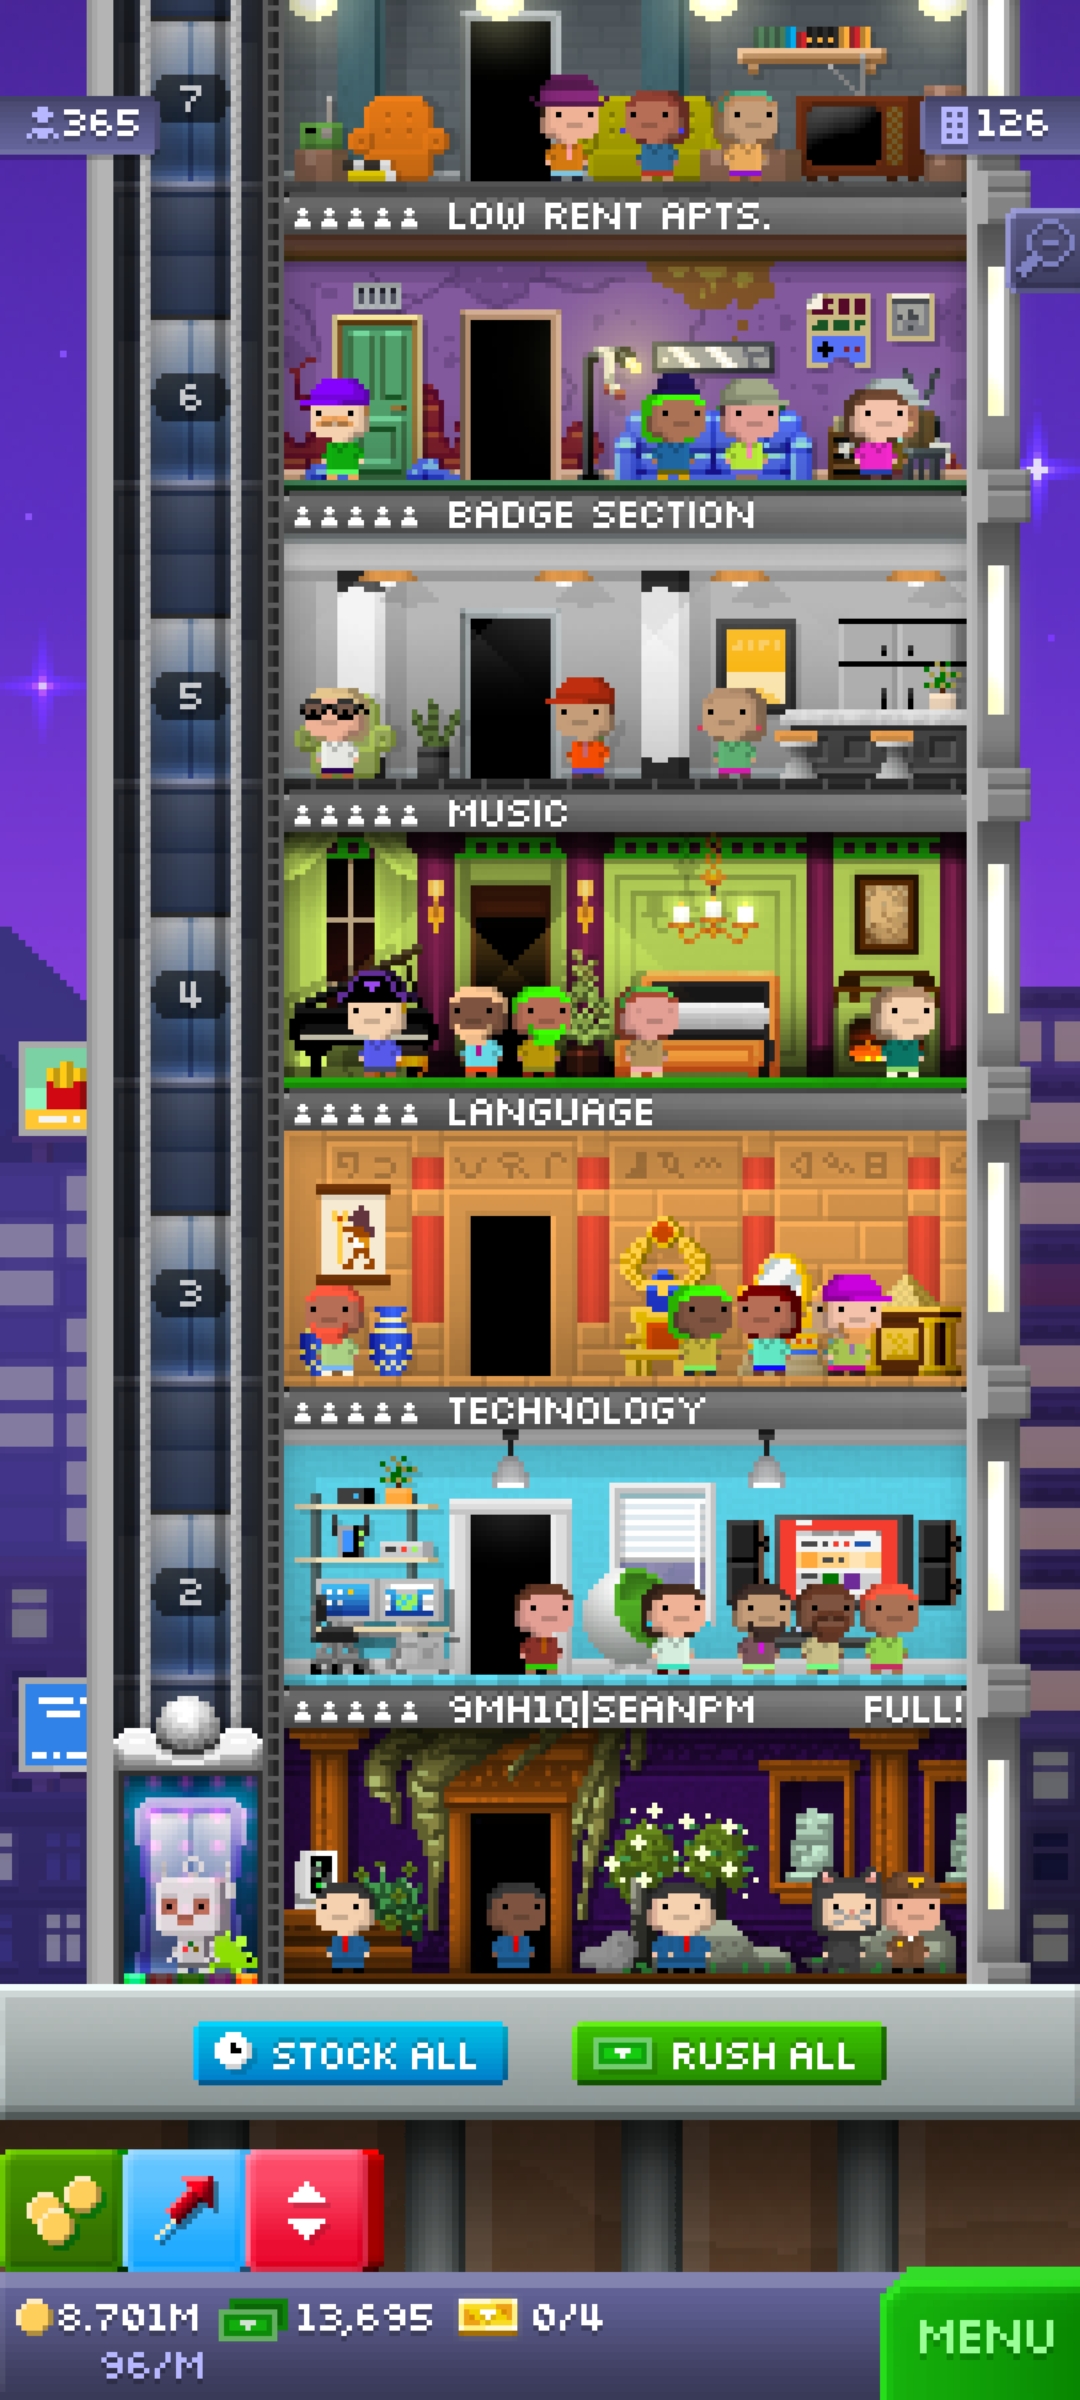 7
365
126
LOW RENT APTS.
6
BADGE SECTION
5
MUSIC
4
LANGUAGE
3
TECHNOLOGY
2
9MH1Q|SEANPM FULL!
STOCK ALL
RUSH ALL
8.701M
13,695
0/4
MENU
96/M